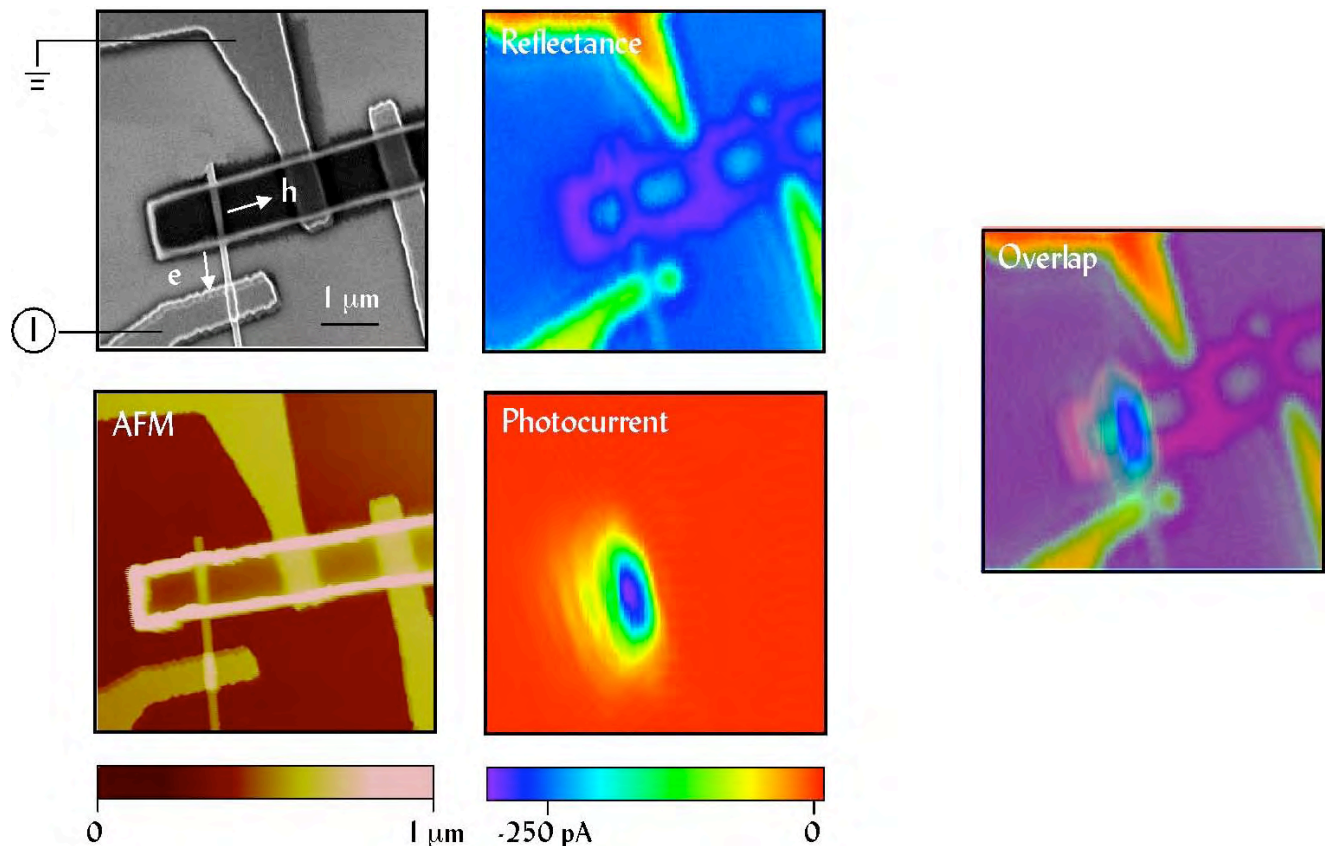 Reflectance
h
e
1 μm
I
Overlap
AFM
Photocurrent
0
1 μm
-250 pA
0